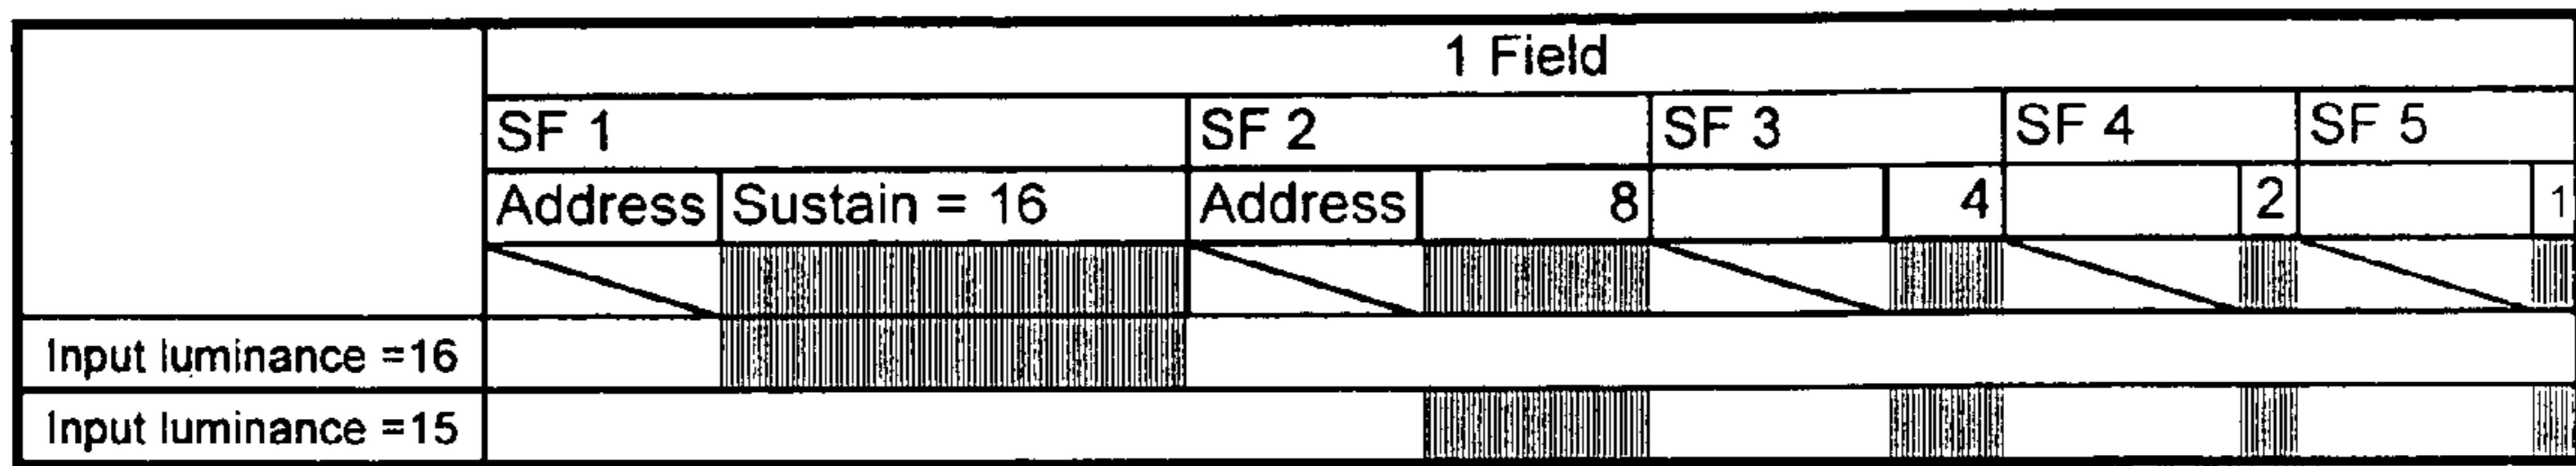 1 Field
SF 1 SF 2 SF 3 SF 4 SF 5
Address Sustain = 16 Address 8 4 2 1
Input luminance =16
Input luminance =15